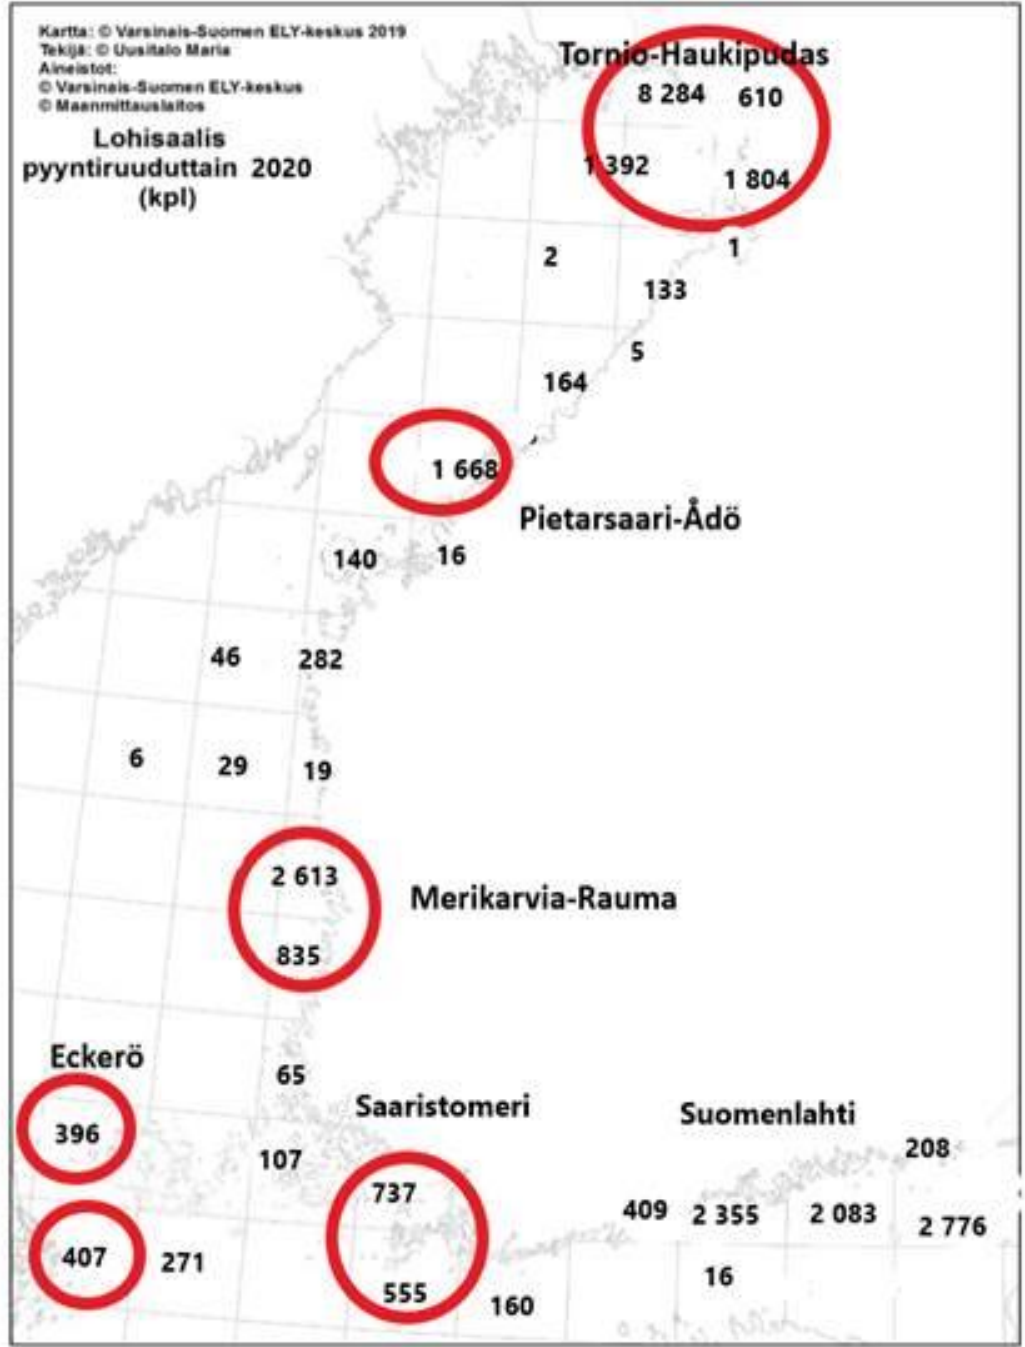 Kartta: © Varsinais-Suomen ELY-keskus 2019
Tekijä: © Uusitalo Maria
Aineistot:
© Varsinais-Suomen ELY-keskus
© Maanmittauslaitos
Lohisaalis
pyyntiruuduttain 2020
(kpl)
Tornio-Haukipudas
8 284 610
1 392 1 804
2 1
133
5
164
1 668
Pietarsaari-Ådö
140 16
46 282
6 29 19
2 613
Merikarvia-Rauma
835
Eckerö
65
396
Saaristomeri
Suomenlahti
208
107
737
409 2 355 2 083 2 776
407 271
16
555 160